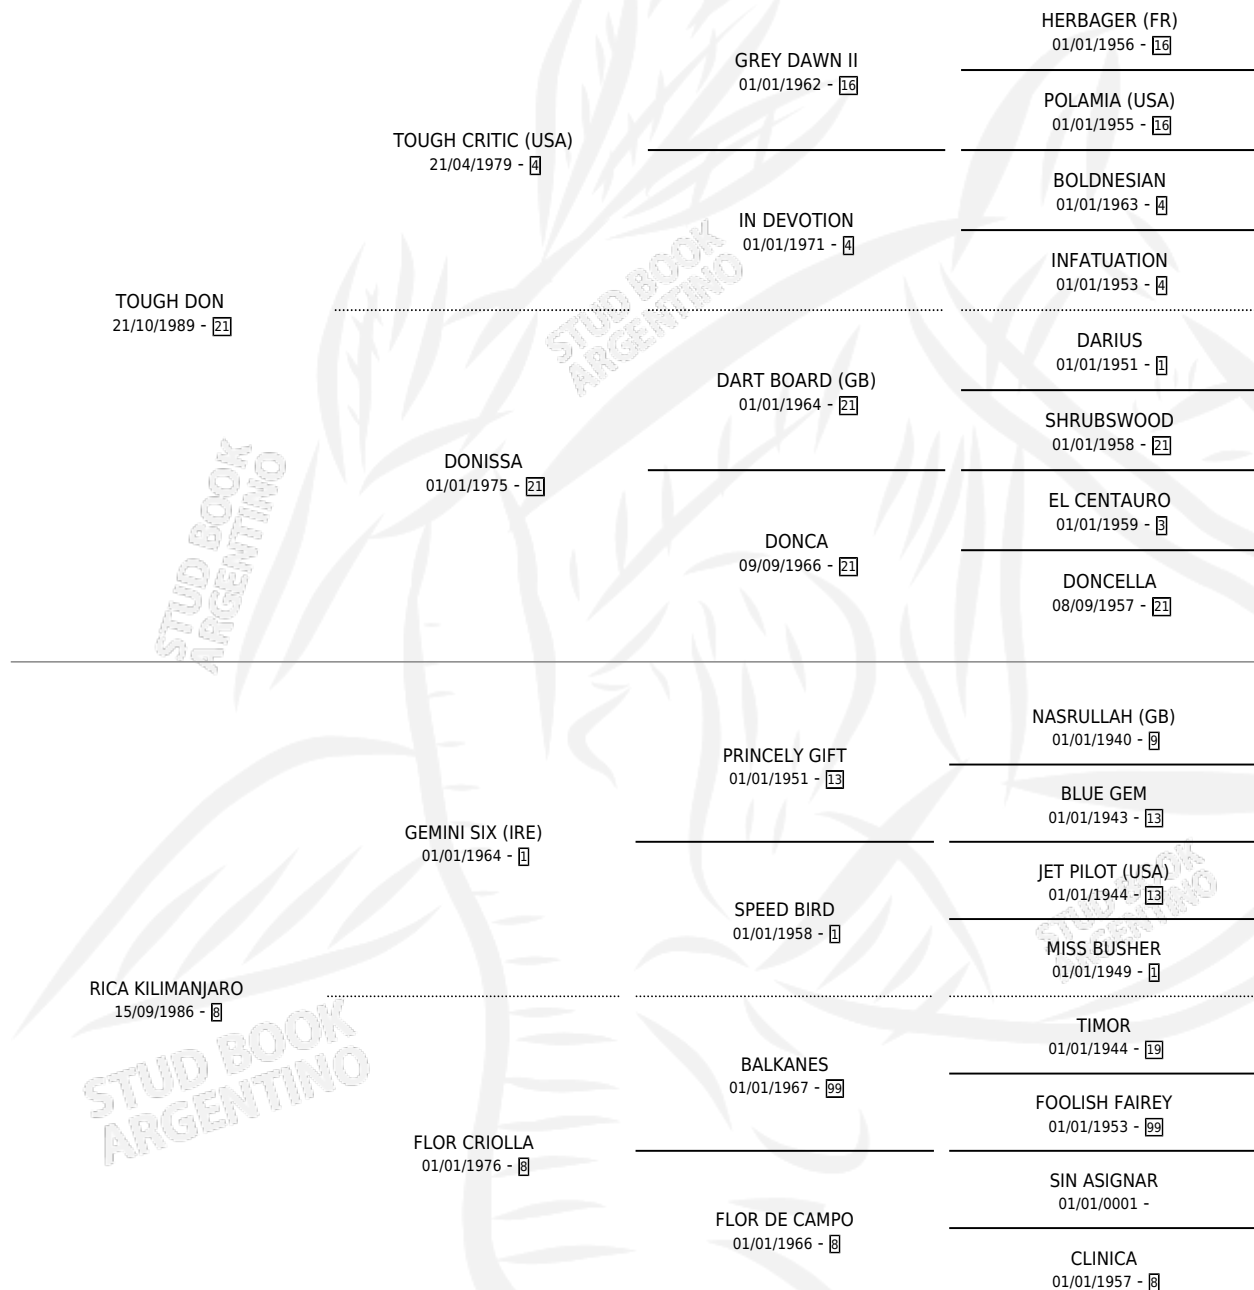 HERBAGER (FR)
01/01/1956 - 16
GREY DAWN II
01/01/1962 - 16
POLAMIA (USA)
01/01/1955 - 16
TOUGH CRITIC (USA)
21/04/1979 - 4
BOLDNESIAN
01/01/1963 - 4
IN DEVOTION
01/01/1971 - 4
INFATUATION
01/01/1953 - 4
TOUGH DON
21/10/1989 - 21
STUD BOOK
ARGENTINO
DARIUS
01/01/1951 - 1
DART BOARD (GB)
01/01/1964 - 21
SHRUBSWOOD
01/01/1958 - 21
DONISSA
01/01/1975 - 21
EL CENTAURO
01/01/1959 - 3
DONCA
09/09/1966 - 21
DONCELLA
08/09/1957 - 21
STUD BOOK
ARGENTINO
NASRULLAH (GB)
01/01/1940 - 9
PRINCELY GIFT
01/01/1951 - 13
BLUE GEM
01/01/1943 - 13
GEMINI SIX (IRE)
01/01/1964 - 1
JET PILOT (USA)
01/01/1944 - 13
SPEED BIRD
01/01/1958 - 1
STUD BOOK
ARGENTINO
MISS BUSHER
01/01/1949 - 1
RICA KILIMANJARO
15/09/1986 - 8
STUD BOOK
ARGENTINO
TIMOR
01/01/1944 - 19
BALKANES
01/01/1967 - 99
FOOLISH FAIREY
01/01/1953 - 99
FLOR CRIOLLA
01/01/1976 - 8
SIN ASIGNAR
01/01/0001 -
FLOR DE CAMPO
01/01/1966 - 8
CLINICA
01/01/1957 - 8